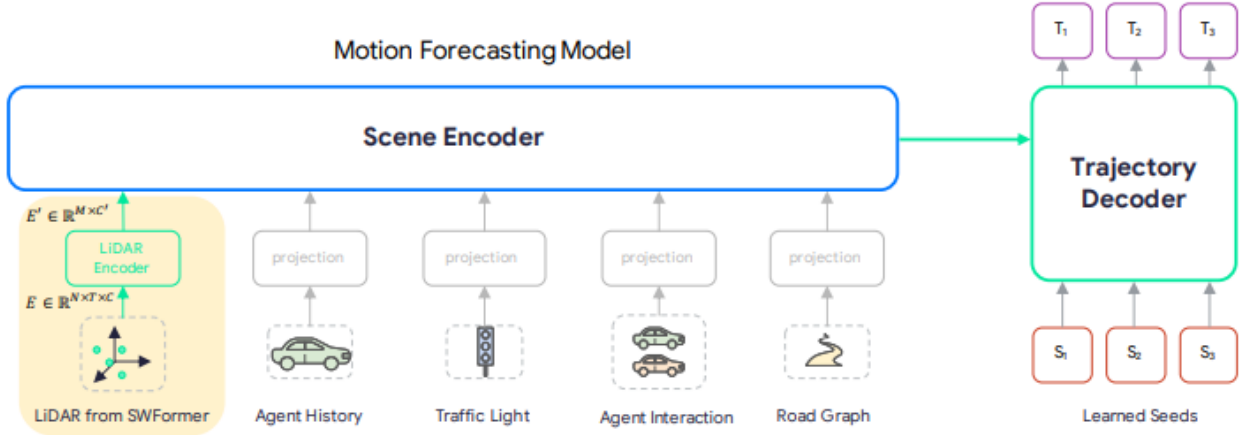 Motion Forecasting Model
T₁ T₂ T₃
Scene Encoder
Trajectory
Decoder
E' ∈ ℝ^{M×C'}
LiDAR
Encoder
projection projection projection projection
E ∈ ℝ^{N×T×C}
S₁ S₂ S₃
LiDAR from SWFormer Agent History Traffic Light Agent Interaction Road Graph Learned Seeds